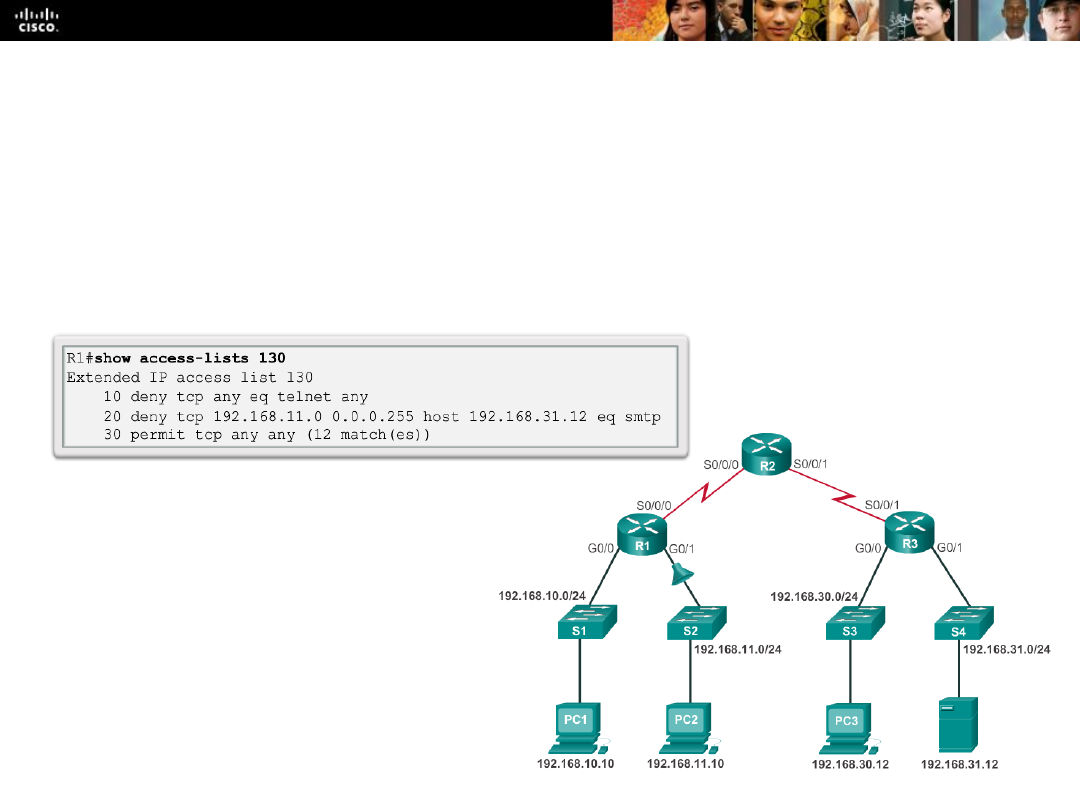 CISCO.
R1#show access-lists 130
Extended IP access list 130
10 deny tcp any eq telnet any
20 deny tcp 192.168.11.0 0.0.0.255 host 192.168.31.12 eq smtp
30 permit tcp any any (12 match(es))
R2
S0/0/0
S0/0/1
S0/0/0
S0/0/1
R1
R3
G0/0
G0/1
G0/0
G0/1
192.168.10.0/24
192.168.30.0/24
S1
S2
S3
S4
192.168.11.0/24
192.168.31.0/24
PC1
PC2
PC3
192.168.10.10
192.168.11.10
192.168.30.12
192.168.31.12